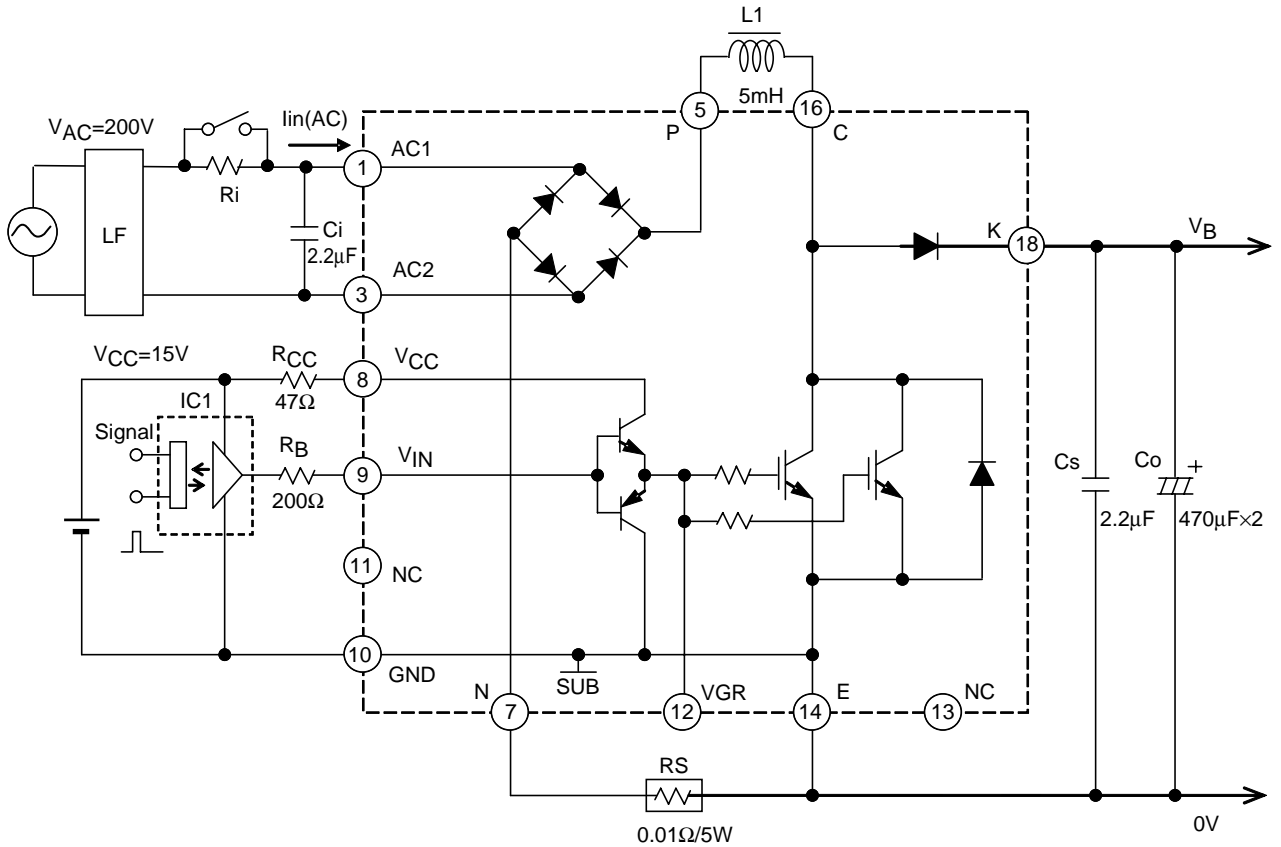 L1
5mH
5
P
16
C
VAC=200V
Iin(AC)
1
AC1
Ri
LF
Ci
2.2μF
3
AC2
K
18
VB
VCC=15V
RCC
47Ω
8
VCC
IC1
Signal
RB
200Ω
9
VIN
11
NC
10
GND
SUB
Cs
2.2μF
Co
+
470μF×2
N
7
12
VGR
14
E
13
NC
RS
0.01Ω/5W
0V